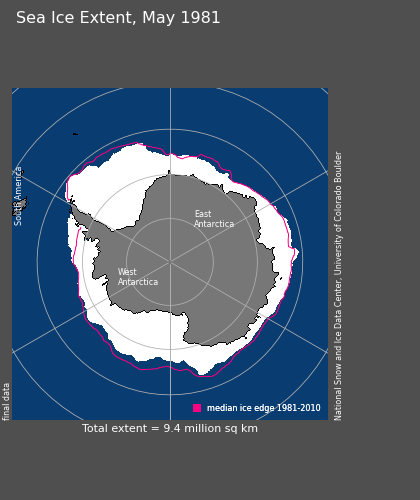 Sea Ice Extent, May 1981
South America
East
Antarctica
West
Antarctica
National Snow and Ice Data Center, University of Colorado Boulder
final data
median ice edge 1981-2010
Total extent = 9.4 million sq km